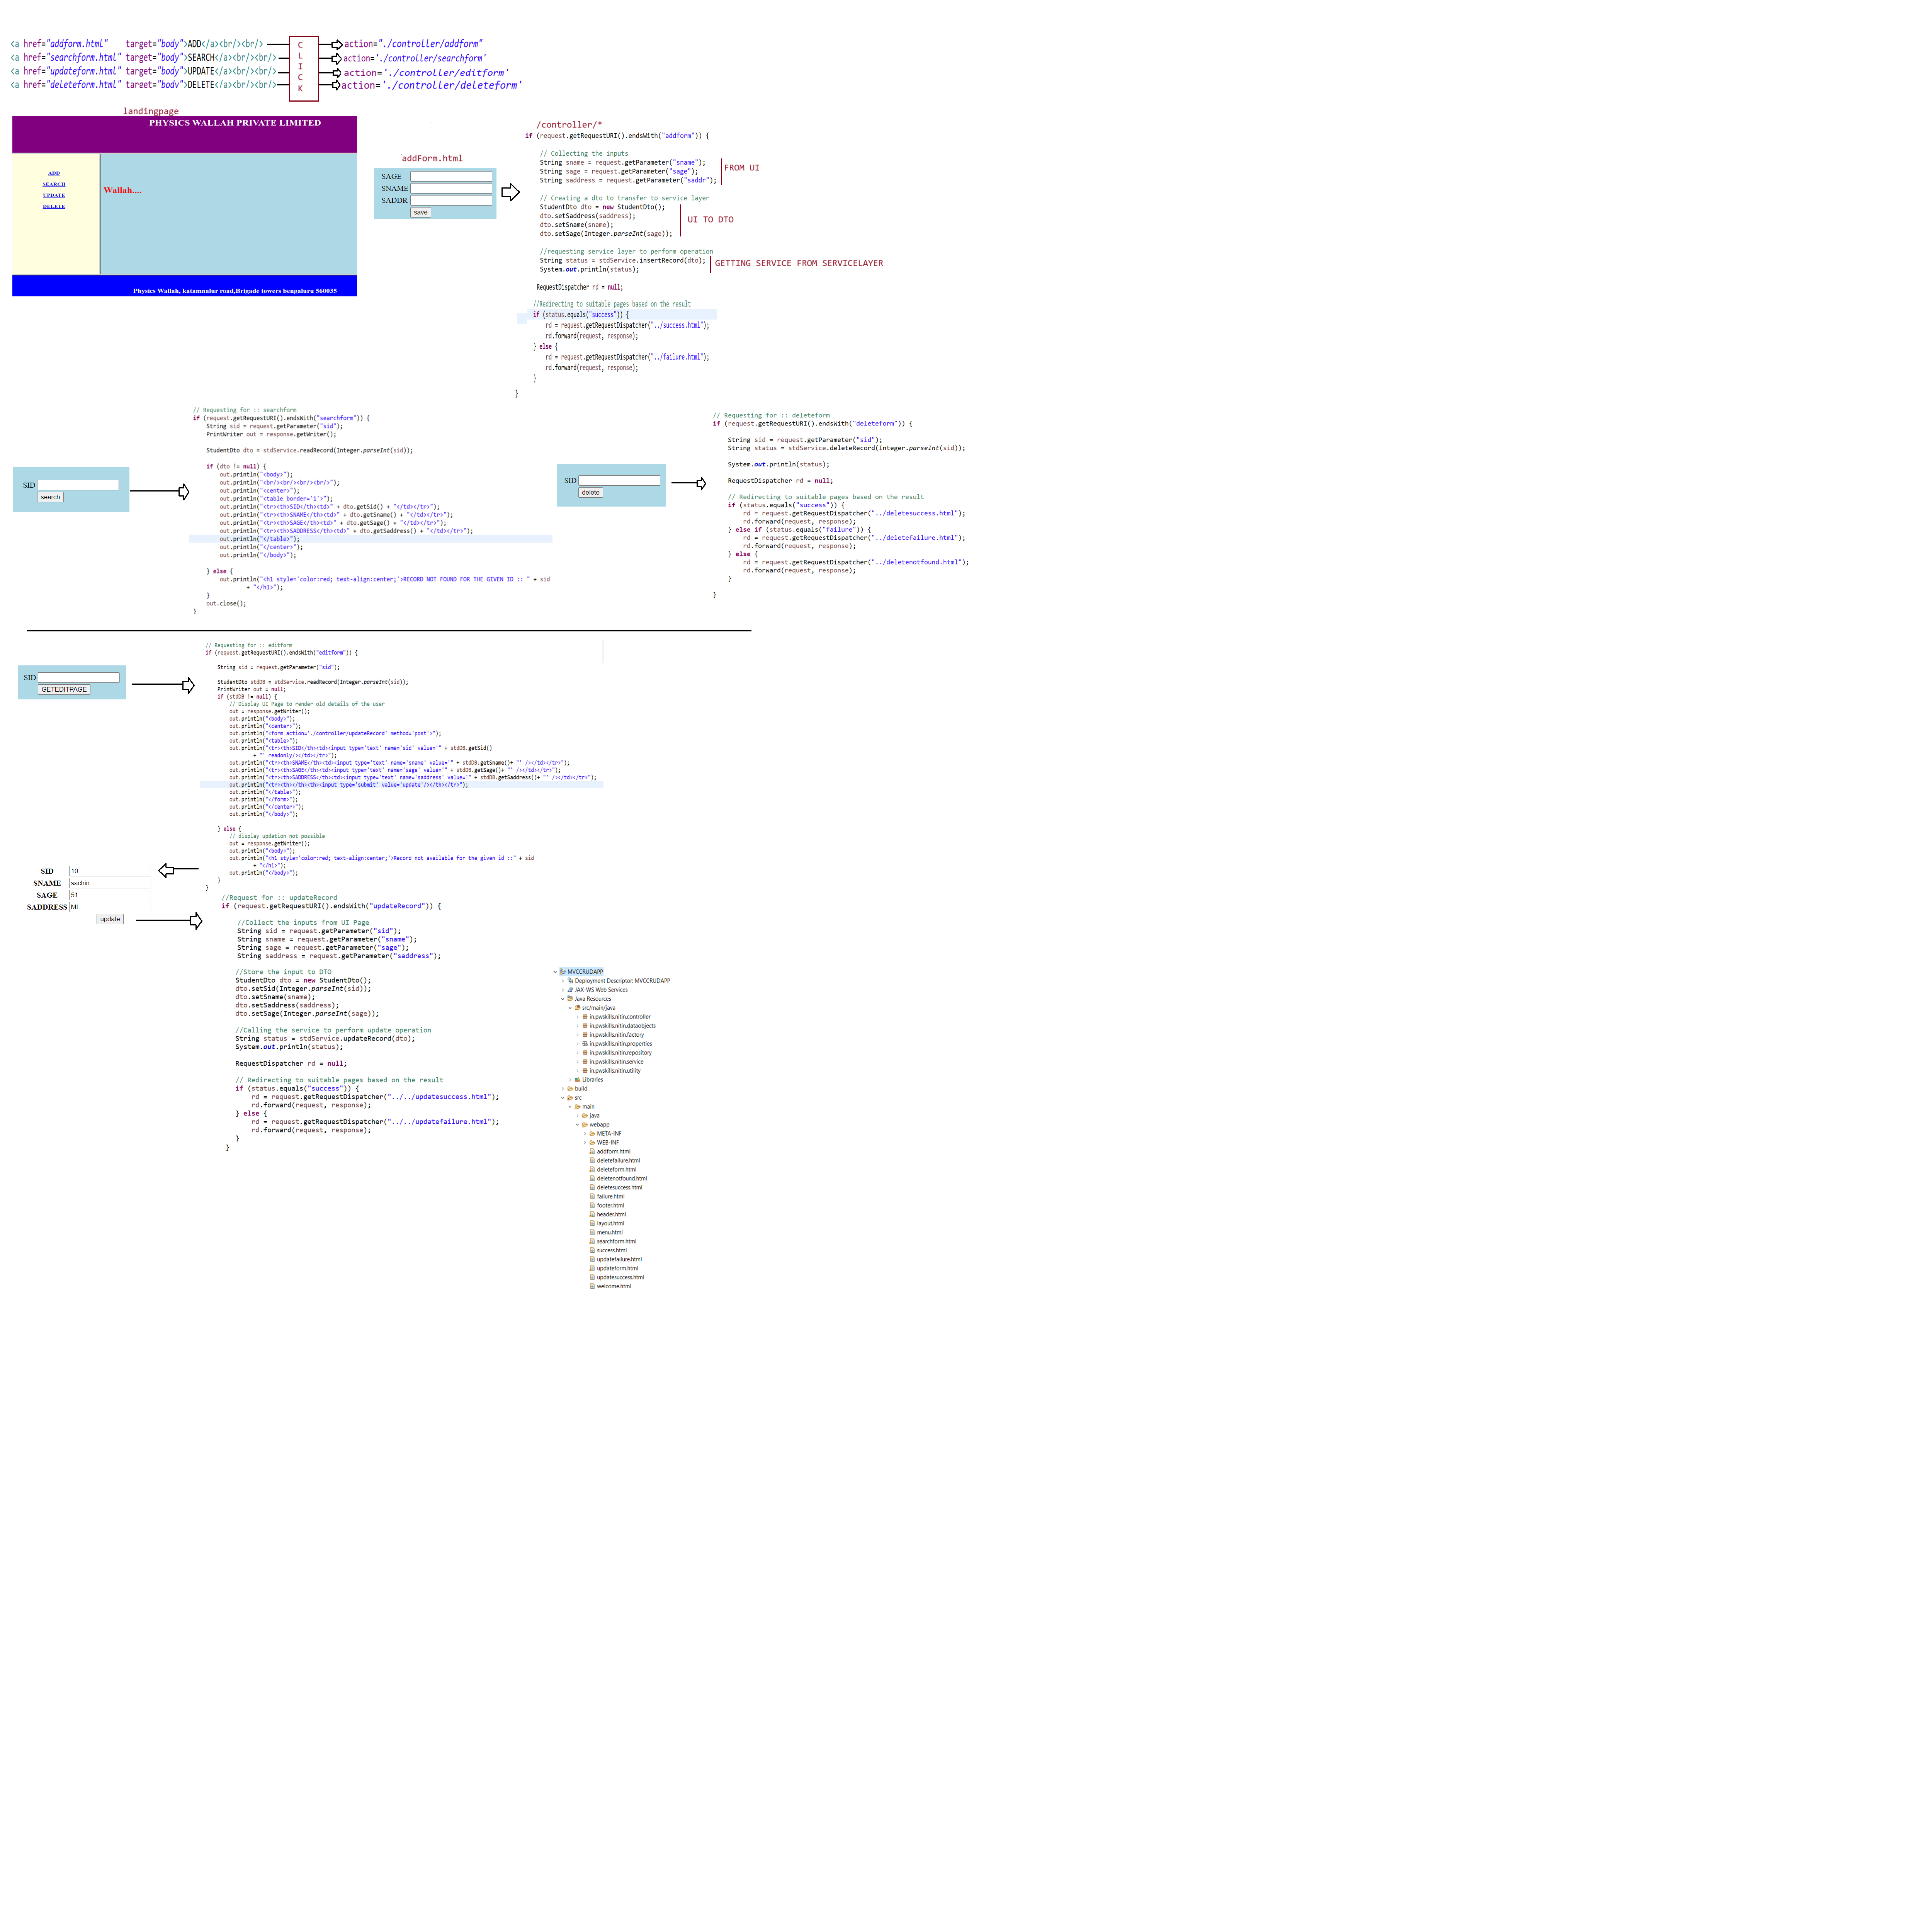 <a href="addform.html"    target="body">ADD</a><br/><br/>
<a href="searchform.html" target="body">SEARCH</a><br/><br/>
<a href="updateform.html" target="body">UPDATE</a><br/><br/>
<a href="deleteform.html" target="body">DELETE</a><br/><br/>
C
L
I
C
K
action="./controller/addform"
action='./controller/searchform'
action='./controller/editform'
action='./controller/deleteform'
landingpage
PHYSICS WALLAH PRIVATE LIMITED
ADD
SEARCH
UPDATE
DELETE
Wallah....
Physics Wallah, katamnalur road,Brigade towers bengaluru 560035
addForm.html
SAGE
SNAME
SADDR
save
/controller/*
if (request.getRequestURI().endsWith("addform")) {
// Collecting the inputs
String sname = request.getParameter("sname");
String sage = request.getParameter("sage");
String saddress = request.getParameter("saddr");
FROM UI
// Creating a dto to transfer to service layer
StudentDto dto = new StudentDto();
dto.setSaddress(saddress);
dto.setSname(sname);
dto.setSage(Integer.parseInt(sage));
UI TO DTO
//requesting service layer to perform operation
String status = stdService.insertRecord(dto);
System.out.println(status);
GETTING SERVICE FROM SERVICELAYER
RequestDispatcher rd = null;
//Redirecting to suitable pages based on the result
if (status.equals("success")) {
rd = request.getRequestDispatcher("../success.html");
rd.forward(request, response);
} else {
rd = request.getRequestDispatcher("../failure.html");
rd.forward(request, response);
}
}
SID
search
// Requesting for :: searchform
if (request.getRequestURI().endsWith("searchform")) {
String sid = request.getParameter("sid");
PrintWriter out = response.getWriter();
StudentDto dto = stdService.readRecord(Integer.parseInt(sid));
if (dto != null) {
out.println("<body>");
out.println("<br/><br/><br/><br/>");
out.println("<center>");
out.println("<table border='1'>");
out.println("<tr><th>SID</th><td>" + dto.getSid() + "</td></tr>");
out.println("<tr><th>SNAME</th><td>" + dto.getSname() + "</td></tr>");
out.println("<tr><th>SAGE</th><td>" + dto.getSage() + "</td></tr>");
out.println("<tr><th>SADDRESS</th><td>" + dto.getSaddress() + "</td></tr>");
out.println("</table>");
out.println("</center>");
out.println("</body>");
} else {
out.println("<h1 style='color:red; text-align:center;'>RECORD NOT FOUND FOR THE GIVEN ID :: " + sid
+ "</h1>");
}
out.close();
}
SID
delete
// Requesting for :: deleteform
if (request.getRequestURI().endsWith("deleteform")) {
String sid = request.getParameter("sid");
String status = stdService.deleteRecord(Integer.parseInt(sid));
System.out.println(status);
RequestDispatcher rd = null;
// Redirecting to suitable pages based on the result
if (status.equals("success")) {
rd = request.getRequestDispatcher("../deletesuccess.html");
rd.forward(request, response);
} else if (status.equals("failure")) {
rd = request.getRequestDispatcher("../deletefailure.html");
rd.forward(request, response);
} else {
rd = request.getRequestDispatcher("../deletenotfound.html");
rd.forward(request, response);
}
}
SID
GETEDITPAGE
// Requesting for :: editform
if (request.getRequestURI().endsWith("editform")) {
String sid = request.getParameter("sid");
StudentDto stdDB = stdService.readRecord(Integer.parseInt(sid));
PrintWriter out = null;
if (stdDB != null) {
// Display UI Page to render old details of the user
out = response.getWriter();
out.println("<body>");
out.println("<center>");
out.println("<form action='./controller/updateRecord' method='post'>");
out.println("<table>");
out.println("<tr><th>SID</th><td><input type='text' name='sid' value='" + stdDB.getSid()
+ "' readonly/></td></tr>");
out.println("<tr><th>SNAME</th><td><input type='text' name='sname' value='" + stdDB.getSname()+ "' /></td></tr>");
out.println("<tr><th>SAGE</th><td><input type='text' name='sage' value='" + stdDB.getSage()+ "' /></td></tr>");
out.println("<tr><th>SADDRESS</th><td><input type='text' name='saddress' value='" + stdDB.getSaddress()+ "' /></td></tr>");
out.println("<tr><th></th><th><input type='submit' value='update'/></th></tr>");
out.println("</table>");
out.println("</form>");
out.println("</center>");
out.println("</body>");
} else {
// display updation not possible
out = response.getWriter();
out.println("<body>");
out.println("<h1 style='color:red; text-align:center;'>Record not available for the given id ::" + sid
+ "</h1>");
out.println("</body>");
}
}
SID 10
SNAME sachin
SAGE 51
SADDRESS MI
update
//Request for :: updateRecord
if (request.getRequestURI().endsWith("updateRecord")) {
//Collect the inputs from UI Page
String sid = request.getParameter("sid");
String sname = request.getParameter("sname");
String sage = request.getParameter("sage");
String saddress = request.getParameter("saddress");
//Store the input to DTO
StudentDto dto = new StudentDto();
dto.setSid(Integer.parseInt(sid));
dto.setSname(sname);
dto.setSaddress(saddress);
dto.setSage(Integer.parseInt(sage));
//Calling the service to perform update operation
String status = stdService.updateRecord(dto);
System.out.println(status);
RequestDispatcher rd = null;
// Redirecting to suitable pages based on the result
if (status.equals("success")) {
rd = request.getRequestDispatcher("../../updatesuccess.html");
rd.forward(request, response);
} else {
rd = request.getRequestDispatcher("../../updatefailure.html");
rd.forward(request, response);
}
}
MVCCRUDAPP
Deployment Descriptor: MVCCRUDAPP
JAX-WS Web Services
Java Resources
src/main/java
in.pwskills.nitin.controller
in.pwskills.nitin.dataobjects
in.pwskills.nitin.factory
in.pwskills.nitin.properties
in.pwskills.nitin.repository
in.pwskills.nitin.service
in.pwskills.nitin.utility
Libraries
build
src
main
java
webapp
META-INF
WEB-INF
addform.html
deletefailure.html
deleteform.html
deletenotfound.html
deletesuccess.html
failure.html
footer.html
header.html
layout.html
menu.html
searchform.html
success.html
updatefailure.html
updateform.html
updatesuccess.html
welcome.html